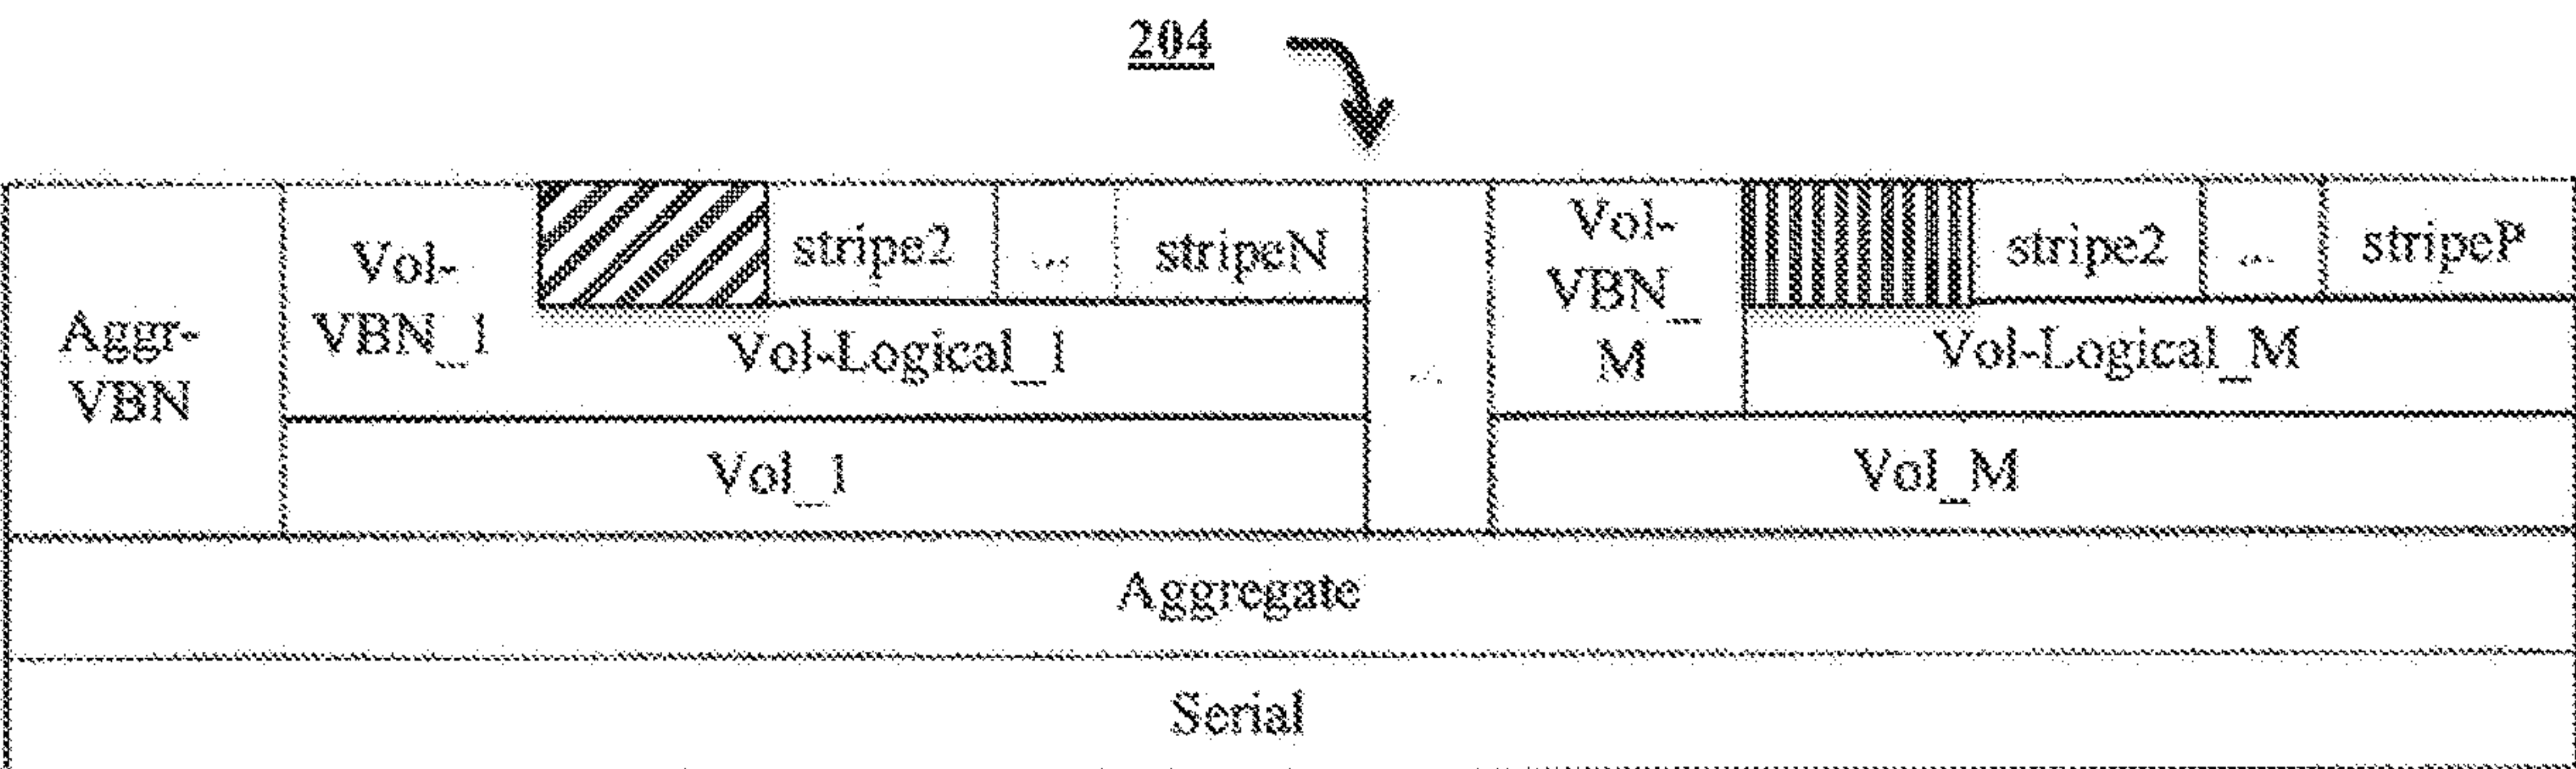 204
Aggr-
VBN
Vol-
VBN_1
stripe2
...
stripeN
Vol-Logical_1
Vol_1
...
Vol-
VBN_
M
stripe2
...
stripeP
Vol-Logical_M
Vol_M
Aggregate
Serial